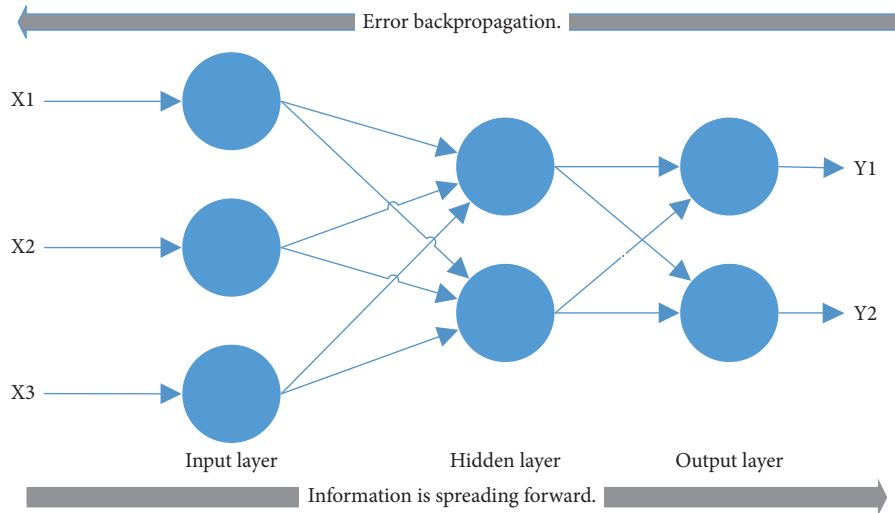 Error backpropagation.
X1
Y1
X2
Y2
X3
Input layer
Hidden layer
Output layer
Information is spreading forward.